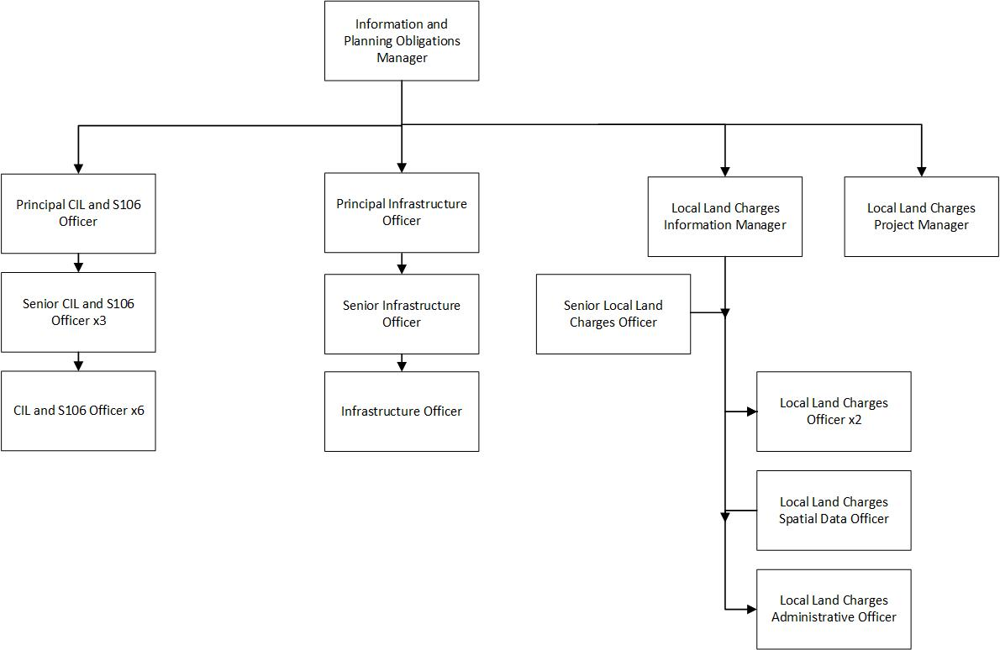 Information and
Planning Obligations
Manager
Principal CIL and S106
Officer
Principal Infrastructure
Officer
Local Land Charges
Information Manager
Local Land Charges
Project Manager
Senior CIL and S106
Officer x3
Senior Infrastructure
Officer
Senior Local Land
Charges Officer
CIL and S106 Officer x6
Infrastructure Officer
Local Land Charges
Officer x2
Local Land Charges
Spatial Data Officer
Local Land Charges
Administrative Officer